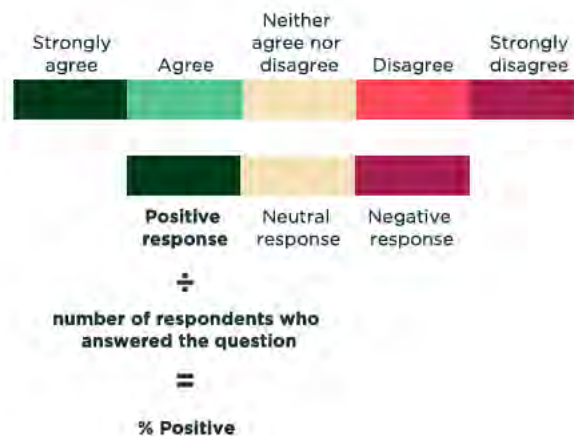 Strongly agree
Agree
Neither agree nor disagree
Disagree
Strongly disagree
Positive response
Neutral response
Negative response
÷
number of respondents who
answered the question
=
% Positive